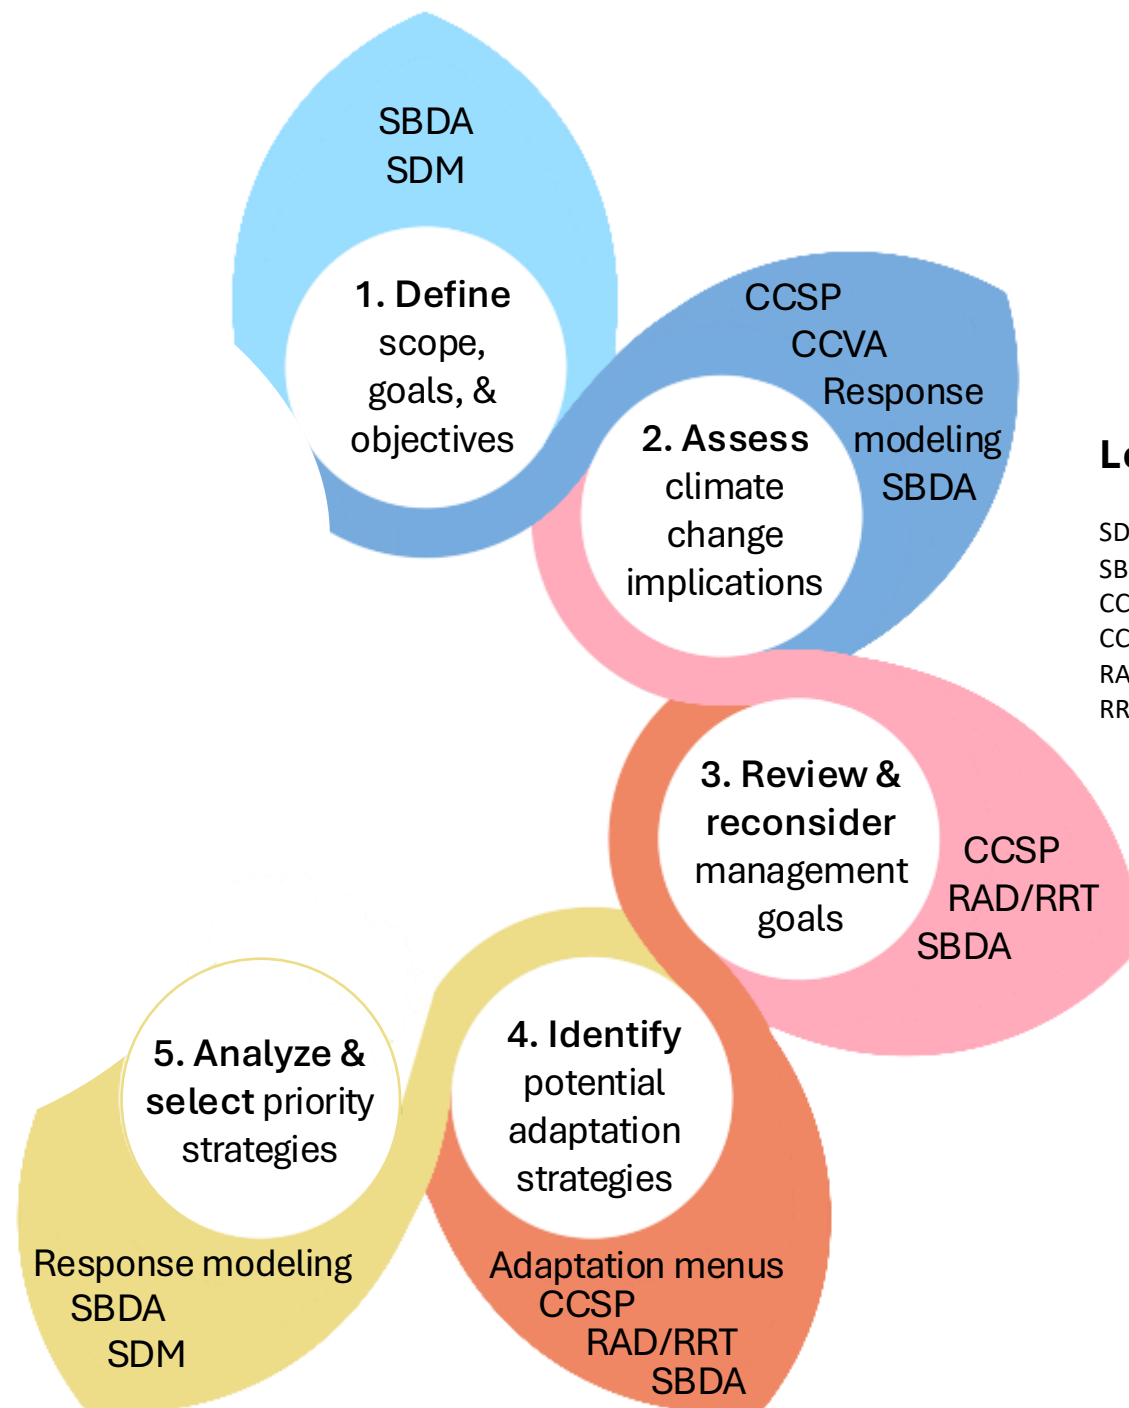 SBDA
SDM
1. Define
scope,
goals, &
objectives
CCSP
CCVA
Response
modeling
SBDA
2. Assess
climate
change
implications
3. Review &
reconsider
management
goals
CCSP
RAD/RRT
SBDA
4. Identify
potential
adaptation
strategies
Adaptation menus
CCSP
RAD/RRT
SBDA
5. Analyze &
select priority
strategies
Response modeling
SBDA
SDM